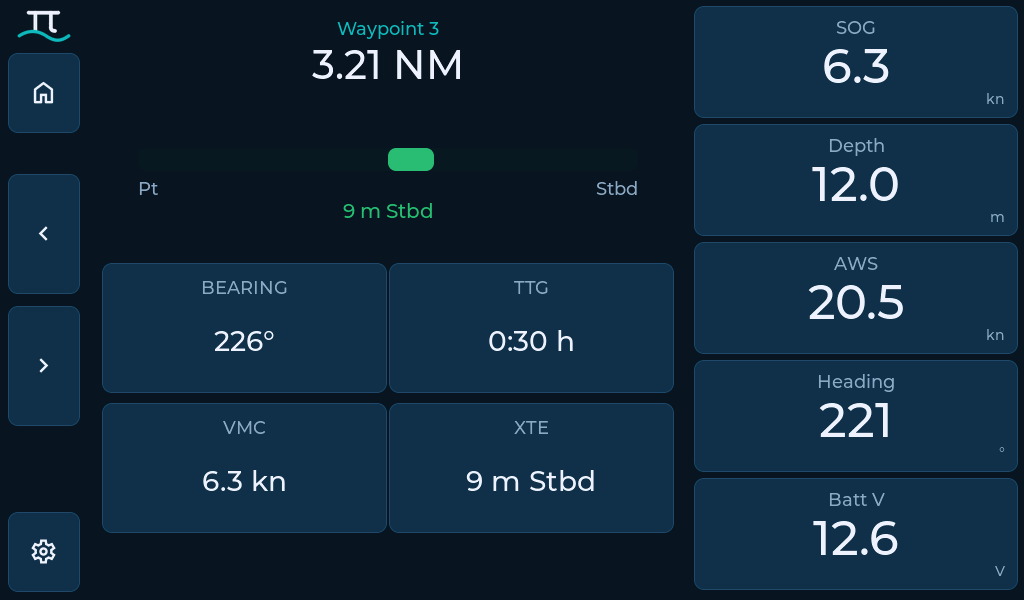 Waypoint 3
3.21 NM
Pt
Stbd
9 m Stbd
BEARING
226°
TTG
0:30 h
VMC
6.3 kn
XTE
9 m Stbd
SOG
6.3
kn
Depth
12.0
m
AWS
20.5
kn
Heading
221
°
Batt V
12.6
V